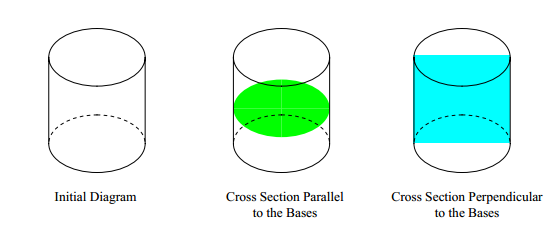 Initial Diagram
Cross Section Parallel
to the Bases
Cross Section Perpendicular
to the Bases